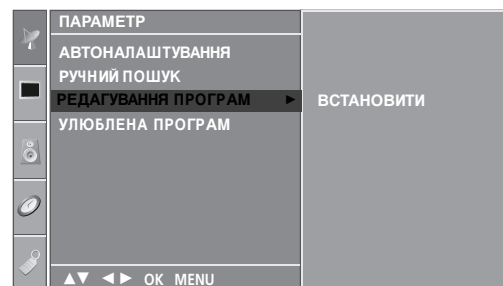 ПАРАМЕТР
АВТОНАЛАШТУВАННЯ
РУЧНИЙ ПОШУК
РЕДАГУВАННЯ ПРОГРАМ ► ВСТАНОВИТИ
УЛЮБЛЕНА ПРОГРАМ
▲▼ ◄► OK MENU